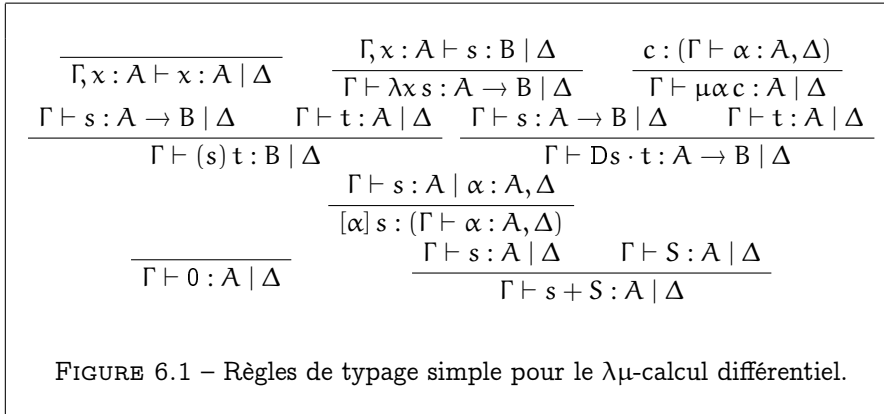 Γ, x : A ⊢ x : A | Δ
Γ, x : A ⊢ s : B | Δ
Γ ⊢ λx s : A → B | Δ
c : (Γ ⊢ α : A, Δ)
Γ ⊢ μα c : A | Δ
Γ ⊢ s : A → B | Δ Γ ⊢ t : A | Δ
Γ ⊢ (s) t : B | Δ
Γ ⊢ s : A → B | Δ Γ ⊢ t : A | Δ
Γ ⊢ Ds · t : A → B | Δ
Γ ⊢ s : A | α : A, Δ
[α] s : (Γ ⊢ α : A, Δ)
Γ ⊢ 0 : A | Δ
Γ ⊢ s : A | Δ Γ ⊢ S : A | Δ
Γ ⊢ s + S : A | Δ
FIGURE 6.1 – Règles de typage simple pour le λμ-calcul différentiel.